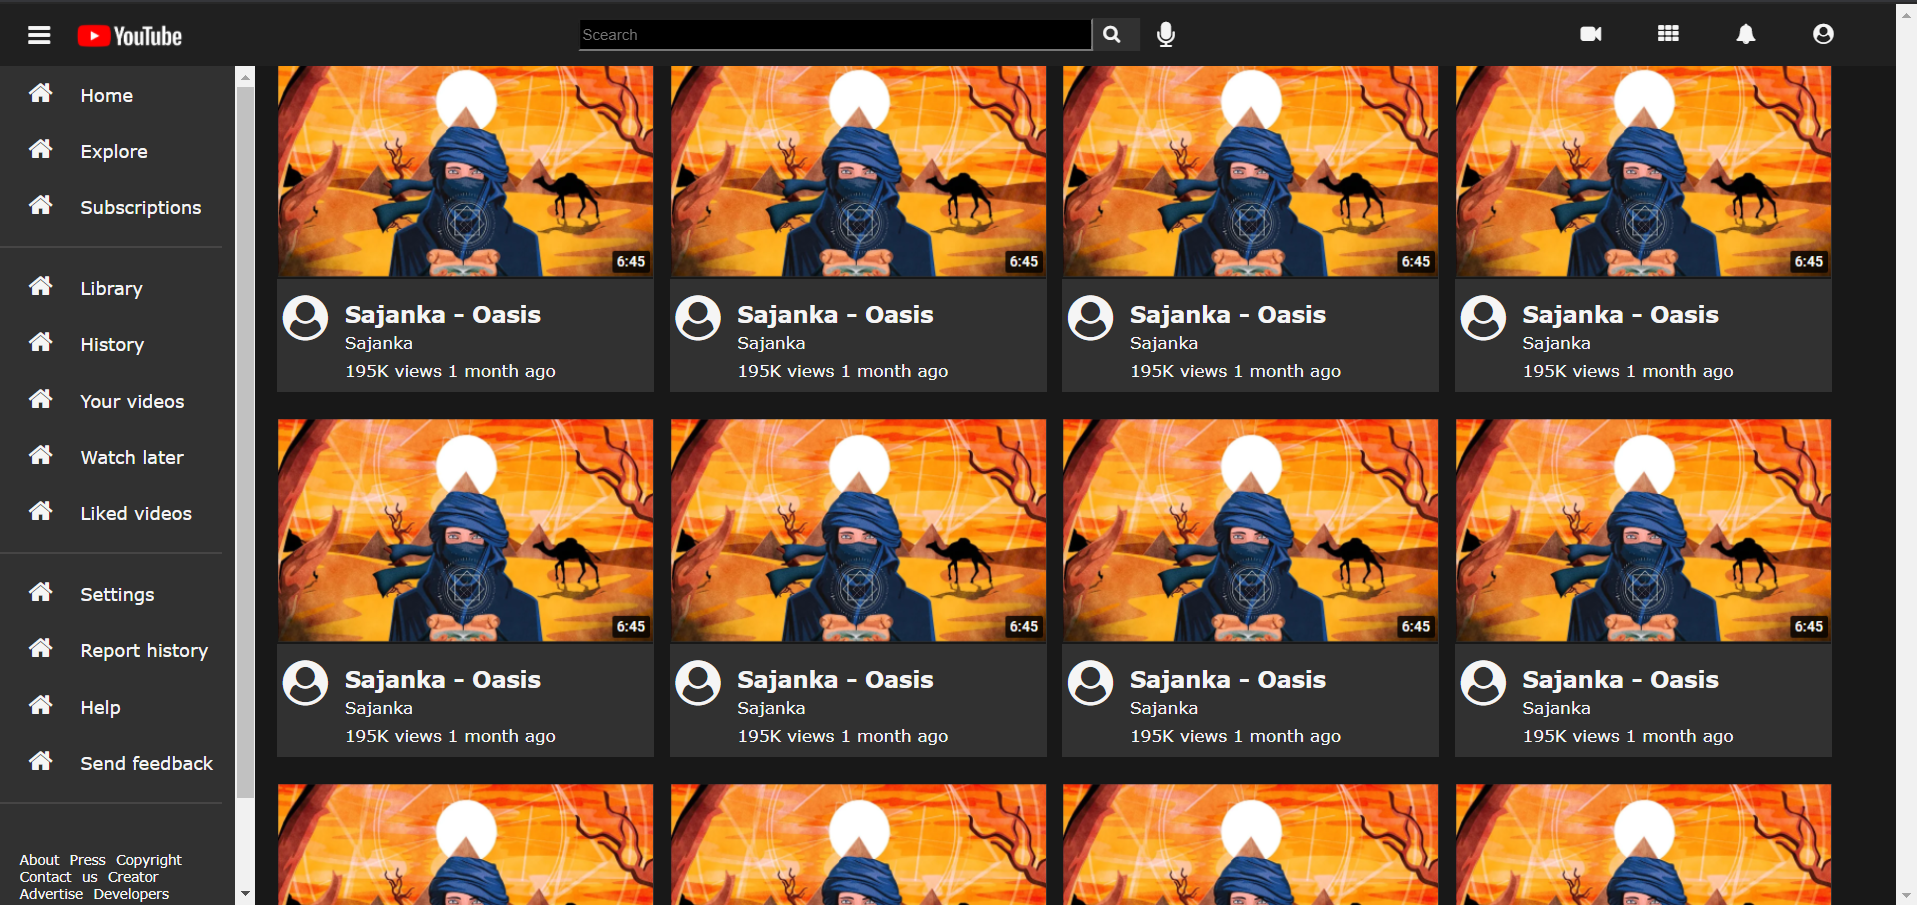 YouTube
Scearch
Home
Explore
Subscriptions
Library
History
Your videos
Watch later
Liked videos
Settings
Report history
Help
Send feedback
About Press Copyright
Contact us Creator
Advertise Developers
6:45
6:45
6:45
6:45
Sajanka - Oasis
Sajanka
195K views 1 month ago
Sajanka - Oasis
Sajanka
195K views 1 month ago
Sajanka - Oasis
Sajanka
195K views 1 month ago
Sajanka - Oasis
Sajanka
195K views 1 month ago
6:45
6:45
6:45
6:45
Sajanka - Oasis
Sajanka
195K views 1 month ago
Sajanka - Oasis
Sajanka
195K views 1 month ago
Sajanka - Oasis
Sajanka
195K views 1 month ago
Sajanka - Oasis
Sajanka
195K views 1 month ago